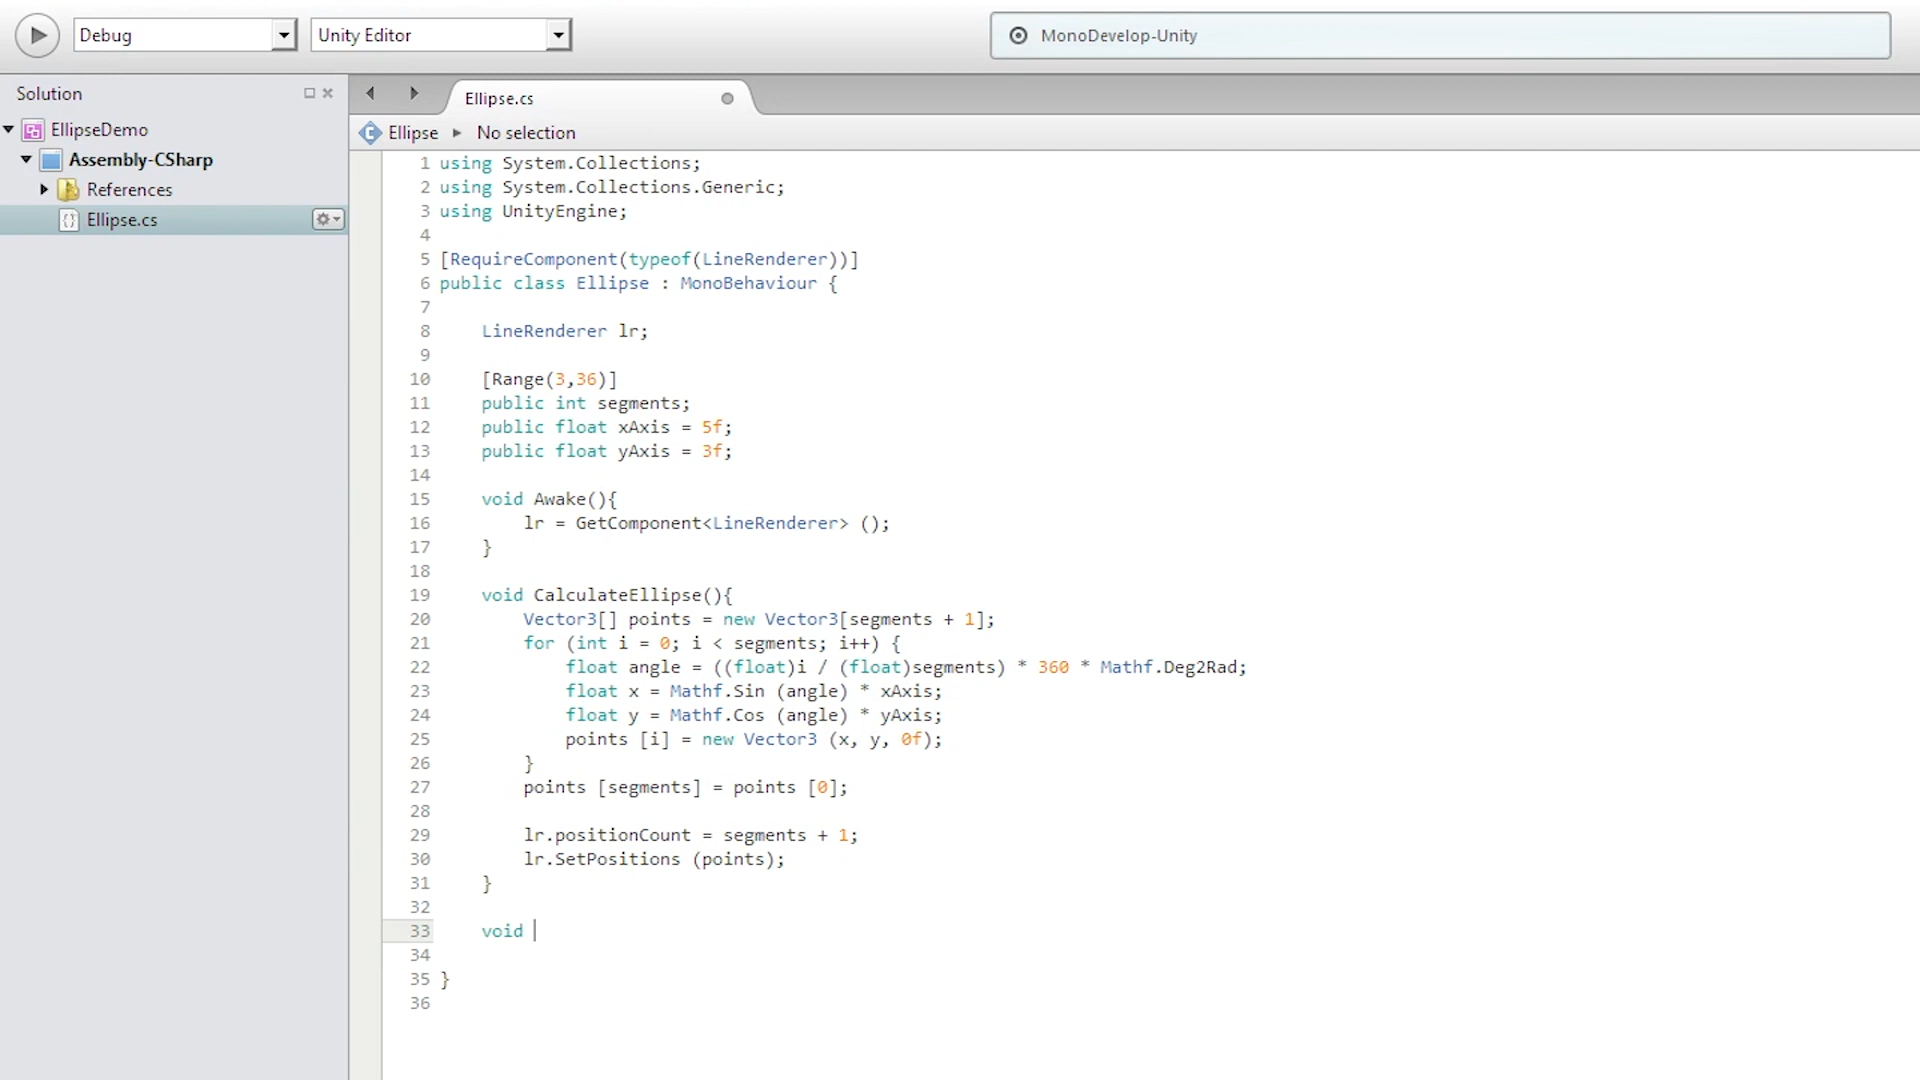 Debug
Unity Editor
MonoDevelop-Unity
Solution
EllipseDemo
Assembly-CSharp
References
Ellipse.cs
Ellipse.cs
Ellipse
No selection
1 using System.Collections;
2 using System.Collections.Generic;
3 using UnityEngine;
4
5 [RequireComponent(typeof(LineRenderer))]
6 public class Ellipse : MonoBehaviour {
7
8     LineRenderer lr;
9
10     [Range(3,36)]
11     public int segments;
12     public float xAxis = 5f;
13     public float yAxis = 3f;
14
15     void Awake(){
16         lr = GetComponent<LineRenderer> ();
17     }
18
19     void CalculateEllipse(){
20         Vector3[] points = new Vector3[segments + 1];
21         for (int i = 0; i < segments; i++) {
22             float angle = ((float)i / (float)segments) * 360 * Mathf.Deg2Rad;
23             float x = Mathf.Sin (angle) * xAxis;
24             float y = Mathf.Cos (angle) * yAxis;
25             points [i] = new Vector3 (x, y, 0f);
26         }
27         points [segments] = points [0];
28
29         lr.positionCount = segments + 1;
30         lr.SetPositions (points);
31     }
32
33     void
34
35 }
36